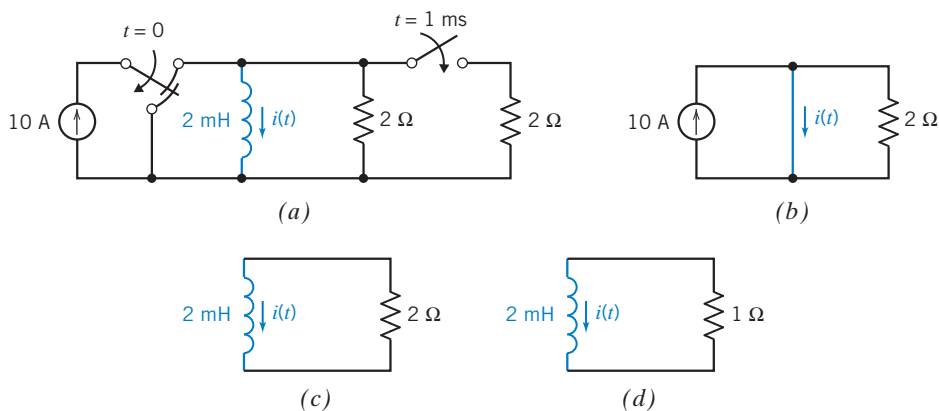 t = 0
t = 1 ms
10 A
2 mH
i(t)
2 Ω
2 Ω
(a)
10 A
i(t)
2 Ω
(b)
2 mH
i(t)
2 Ω
(c)
2 mH
i(t)
1 Ω
(d)